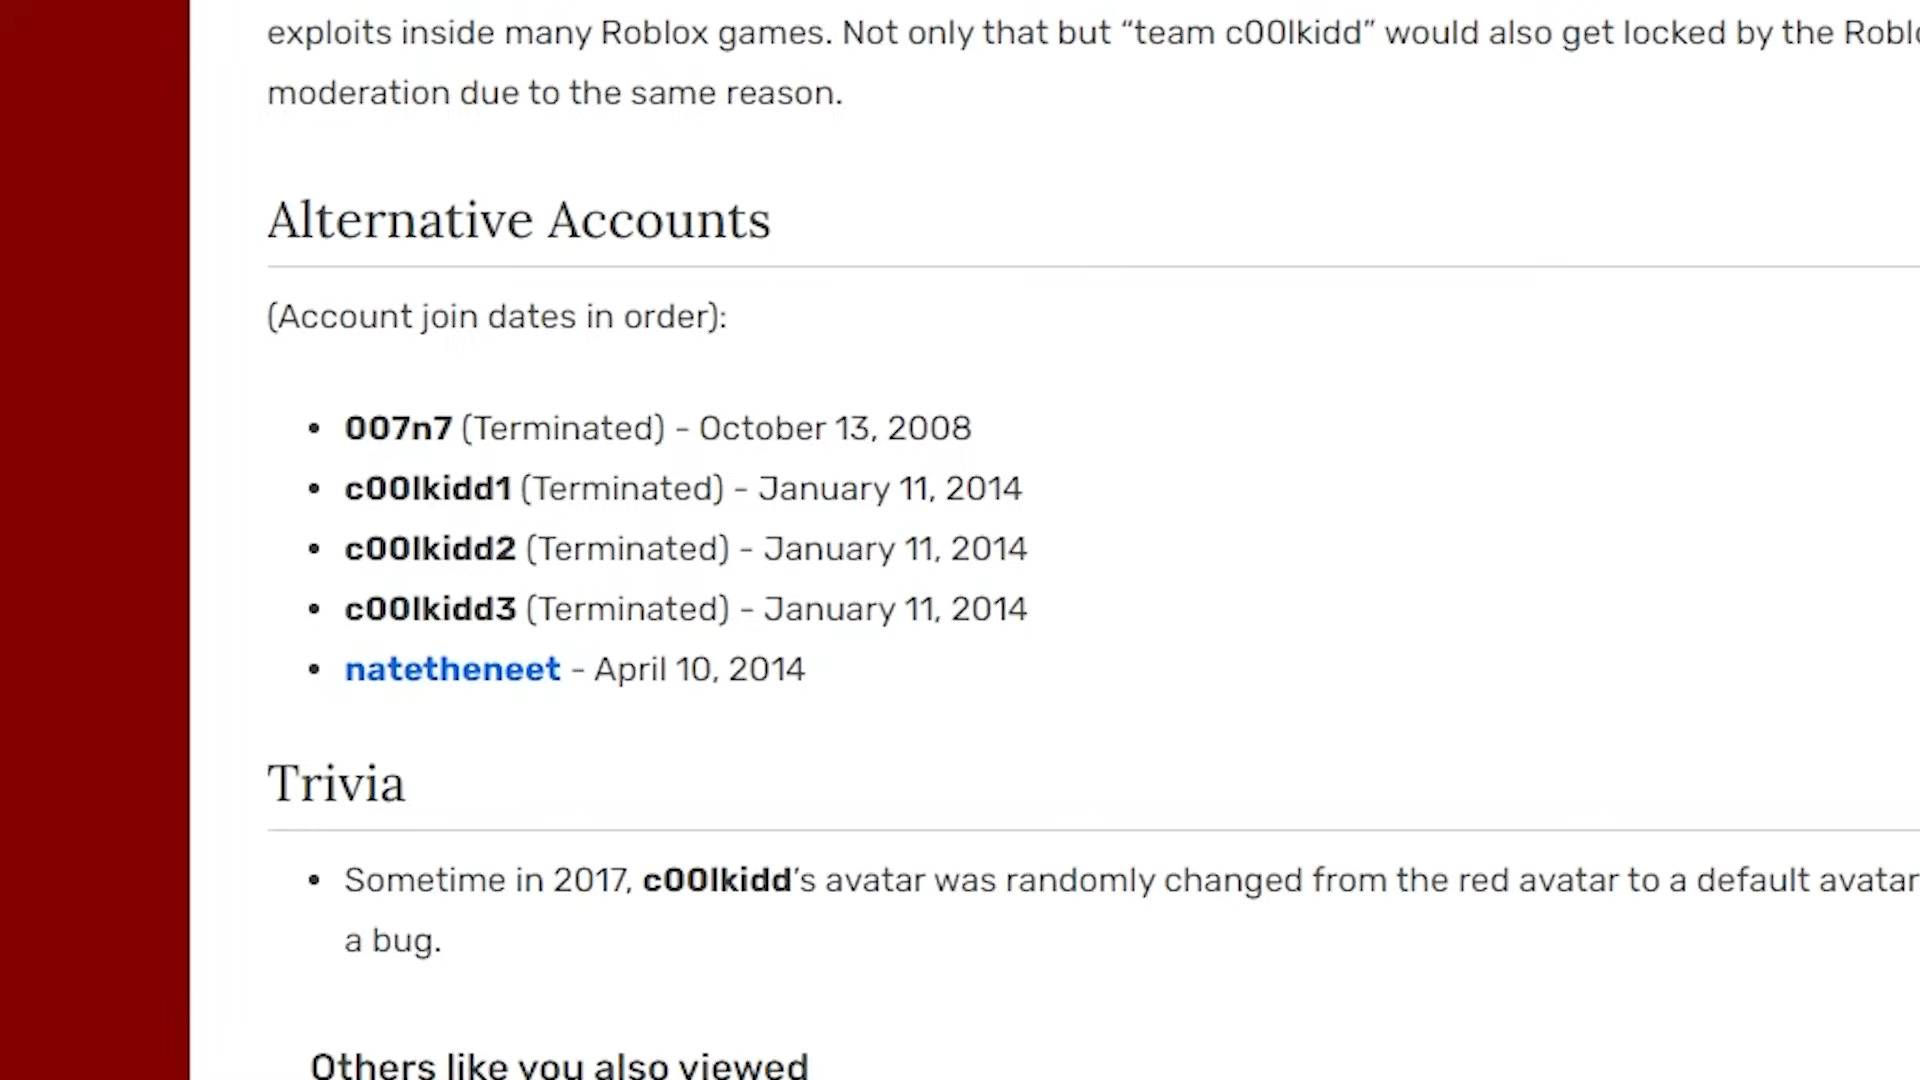 exploits inside many Roblox games. Not only that but “team c00lkidd” would also get locked by the
moderation due to the same reason.
Alternative Accounts
(Account join dates in order):
• 007n7 (Terminated) - October 13, 2008
• c00lkidd1 (Terminated) - January 11, 2014
• c00lkidd2 (Terminated) - January 11, 2014
• c00lkidd3 (Terminated) - January 11, 2014
• natetheneet - April 10, 2014
Trivia
• Sometime in 2017, c00lkidd's avatar was randomly changed from the red avatar to a default avatar
a bug.
Others like you also viewed